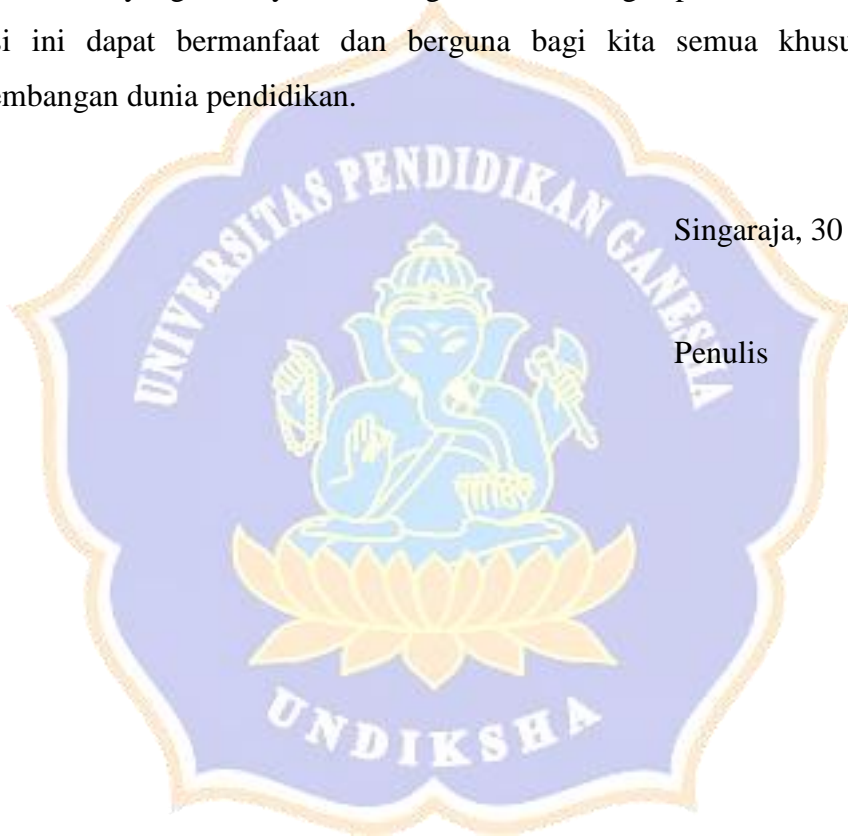 si ini dapat bermanfaat dan berguna bagi kita semua
embangan dunia pendidikan.
UNIVERSITAS PENDIDIKAN GANESHA
Singaraja, 30
Penulis
UNDIKSHA